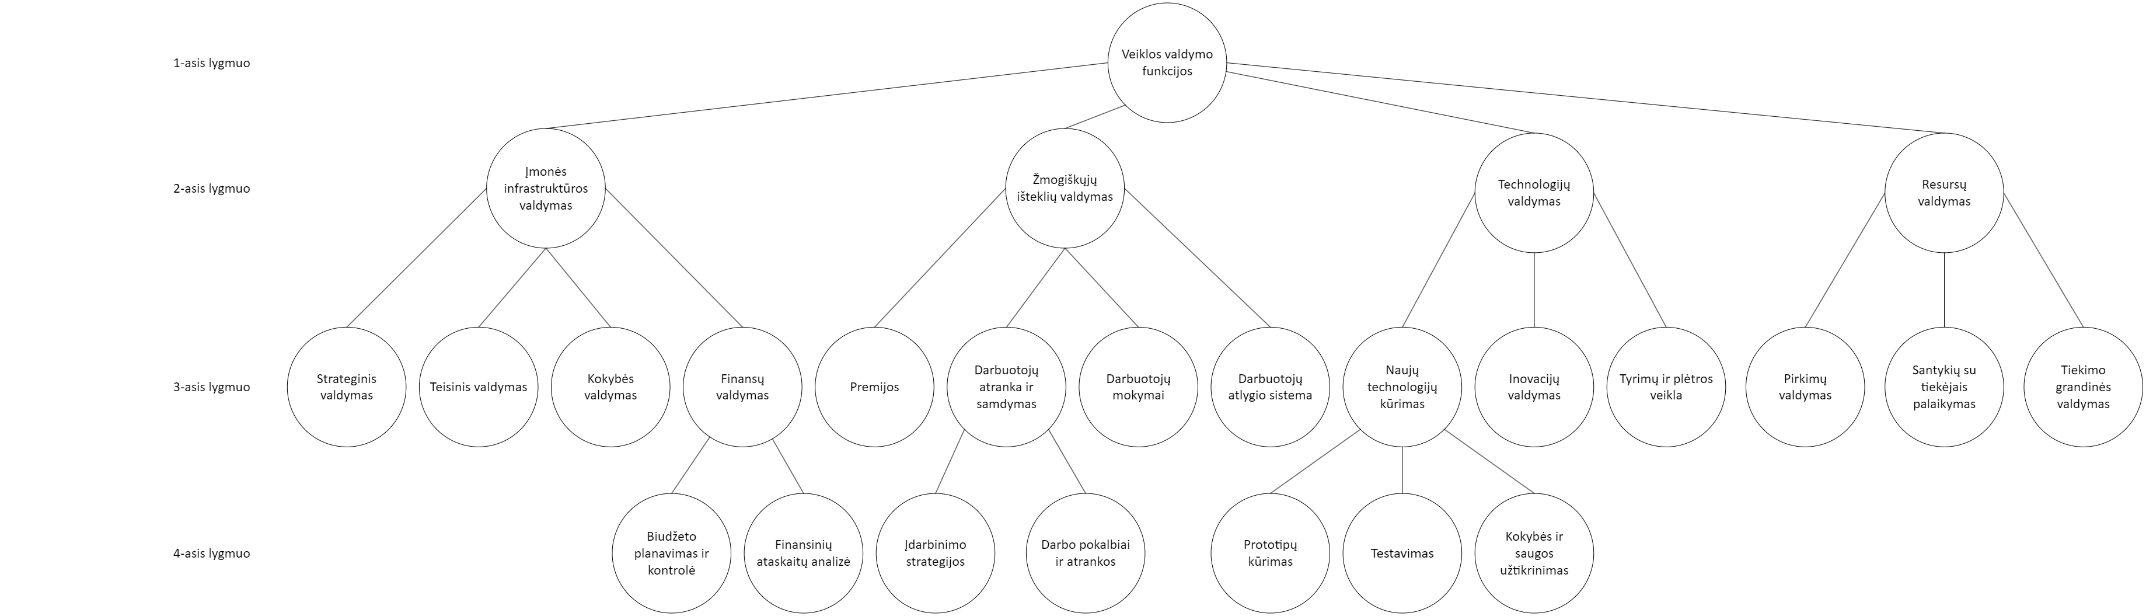 Veiklos valdymo
funkcijos
1-asis lygmuo
2-asis lygmuo
Įmonės
infrastruktūros
valdymas
Žmogiškųjų
išteklių valdymas
Technologijų
valdymas
Resursų
valdymas
3-asis lygmuo
Strateginis
valdymas
Teisinis valdymas
Kokybės
valdymas
Finansų
valdymas
Premijos
Darbuotojų
atranka ir
samdymas
Darbuotojų
mokymai
Darbuotojų
atlygio sistema
Naujų
technologijų
kūrimas
Inovacijų
valdymas
Tyrimų ir plėtros
veikla
Pirkimų
valdymas
Santykių su
tiekėjais
palaikymas
Tiekimo
grandinės
valdymas
4-asis lygmuo
Biudžeto
planavimas ir
kontrolė
Finansinių
ataskaitų analizė
Įdarbinimo
strategijos
Darbo pokalbiai
ir atrankos
Prototipų
kūrimas
Testavimas
Kokybės ir
saugos
užtikrinimas